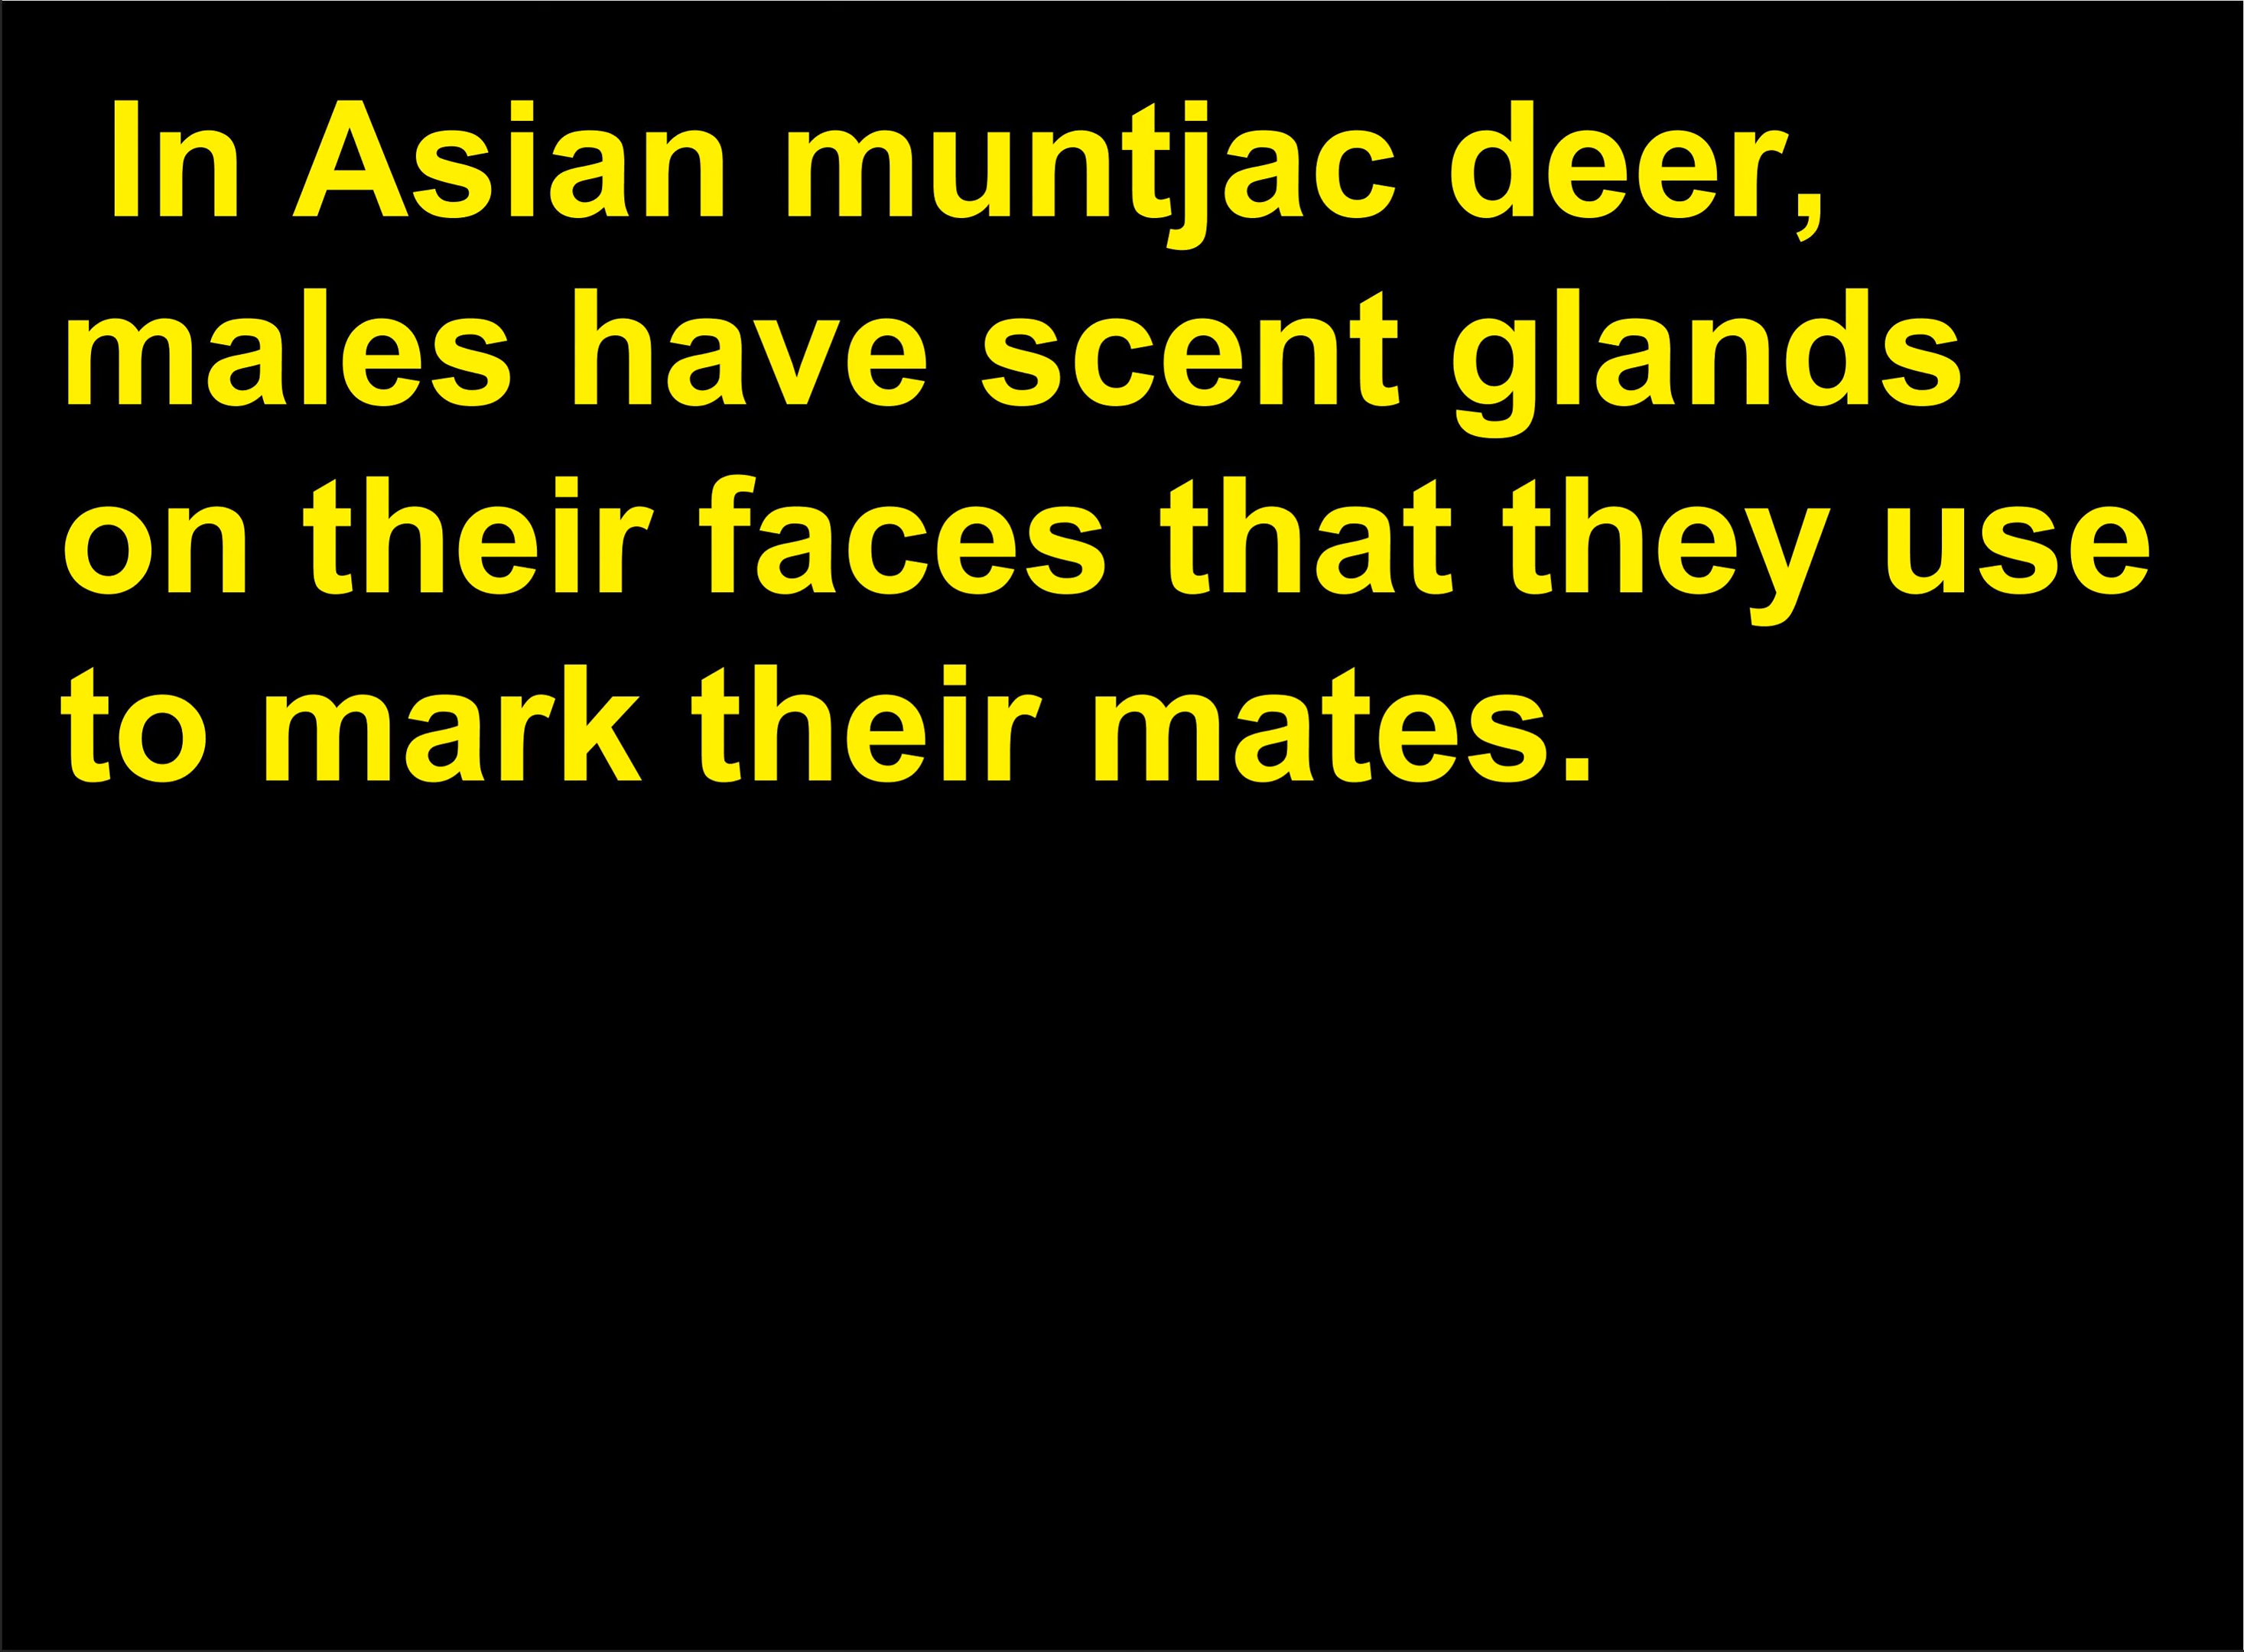 In Asian muntjac deer,
males have scent glands
on their faces that they use
to mark their mates.